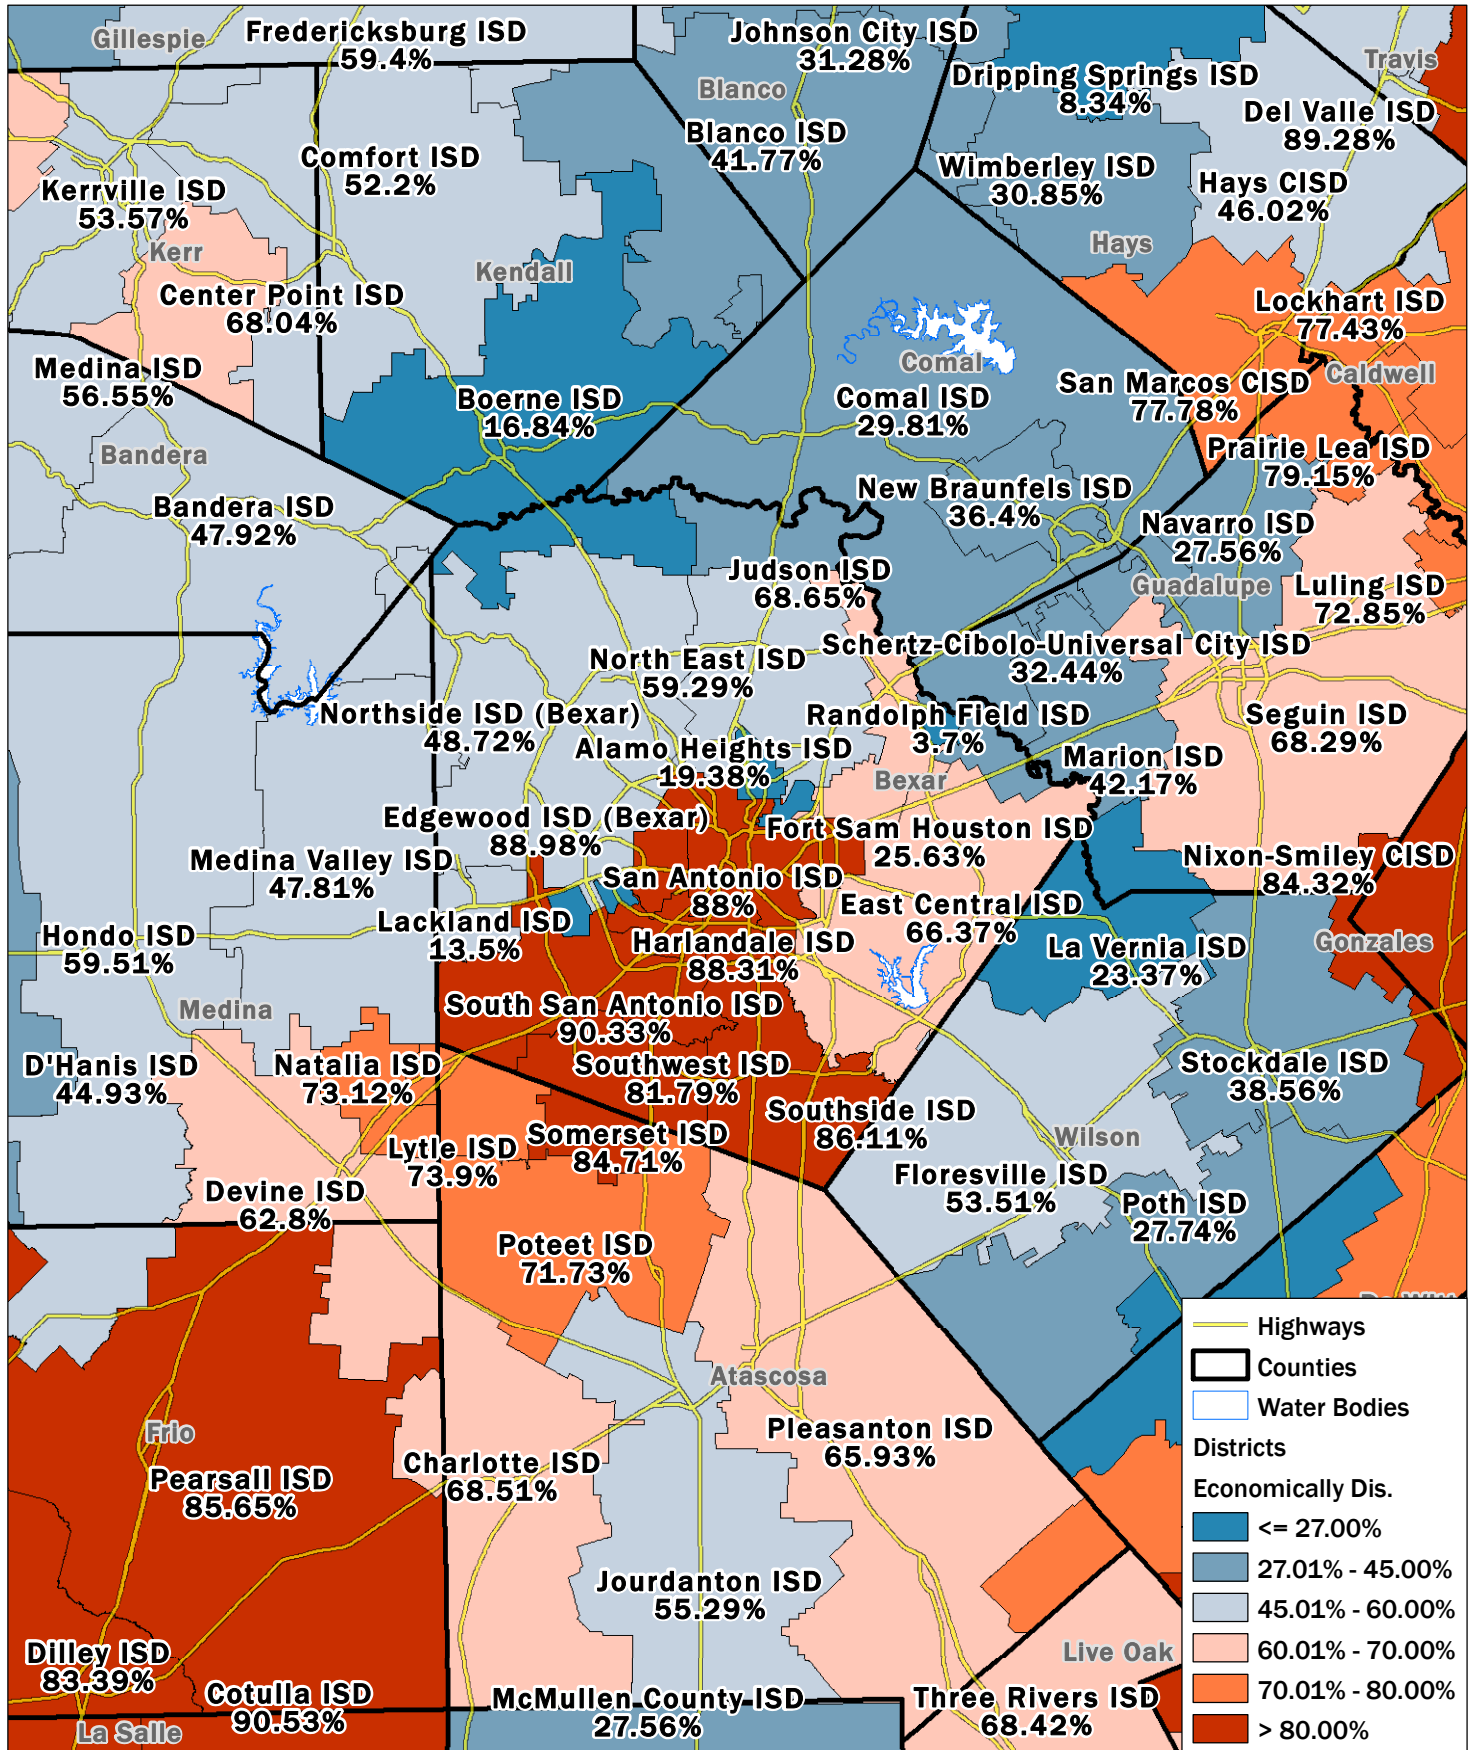 Gillespie
Fredericksburg ISD
59.4%
Johnson City ISD
31.28%
Travis
Blanco
Dripping Springs ISD
8.34%
Del Valle ISD
89.28%
Blanco ISD
41.77%
Comfort ISD
52.2%
Wimberley ISD
30.85%
Hays CISD
46.02%
Kerrville ISD
53.57%
Kerr
Hays
Kendall
Center Point ISD
68.04%
Lockhart ISD
77.43%
Medina ISD
56.55%
Comal
Caldwell
San Marcos CISD
77.78%
Boerne ISD
16.84%
Comal ISD
29.81%
Bandera
Prairie Lea ISD
79.15%
New Braunfels ISD
36.4%
Bandera ISD
47.92%
Navarro ISD
27.56%
Judson ISD
68.65%
Guadalupe
Luling ISD
72.85%
Schertz-Cibolo-Universal City ISD
32.44%
North East ISD
59.29%
Northside ISD (Bexar)
48.72%
Randolph Field ISD
3.7%
Seguin ISD
68.29%
Alamo Heights ISD
19.38%
Marion ISD
42.17%
Bexar
Edgewood ISD (Bexar)
88.98%
Fort Sam Houston ISD
25.63%
Medina Valley ISD
47.81%
Nixon-Smiley CISD
84.32%
San Antonio ISD
88%
East Central ISD
66.37%
Lackland ISD
13.5%
Hondo ISD
59.51%
Harlandale ISD
88.31%
La Vernia ISD
23.37%
Gonzales
Medina
South San Antonio ISD
90.33%
D'Hanis ISD
44.93%
Natalia ISD
73.12%
Southwest ISD
81.79%
Stockdale ISD
38.56%
Southside ISD
86.11%
Wilson
Lytle ISD
73.9%
Somerset ISD
84.71%
Floresville ISD
53.51%
Devine ISD
62.8%
Poth ISD
27.74%
Poteet ISD
71.73%
Atascosa
Frio
Pleasanton ISD
65.93%
Charlotte ISD
68.51%
Pearsall ISD
85.65%
Jourdanton ISD
55.29%
Dilley ISD
83.39%
Live Oak
Cotulla ISD
90.53%
McMullen County ISD
27.56%
Three Rivers ISD
68.42%
La Salle
Highways
Counties
Water Bodies
Districts
Economically Dis.
<= 27.00%
27.01% - 45.00%
45.01% - 60.00%
60.01% - 70.00%
70.01% - 80.00%
> 80.00%